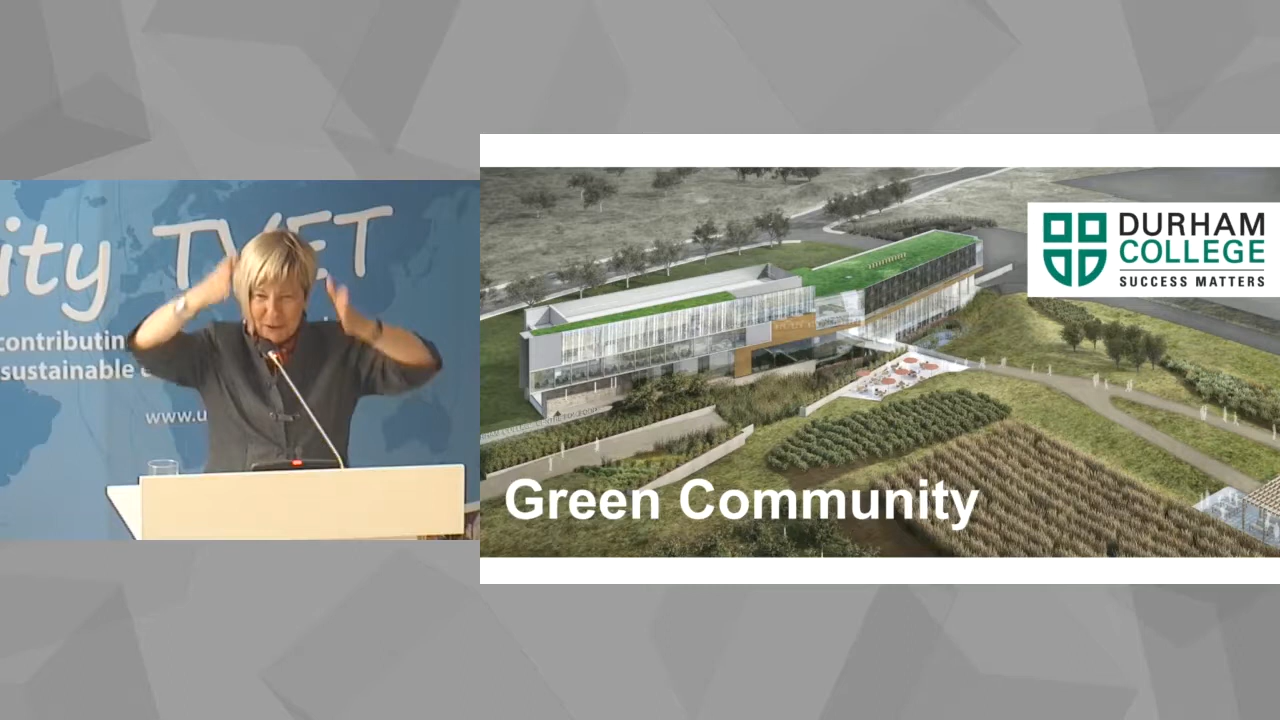 ity TVET
contributin
sustainable
www.u
DURHAM
COLLEGE
SUCCESS MATTERS
Green Community